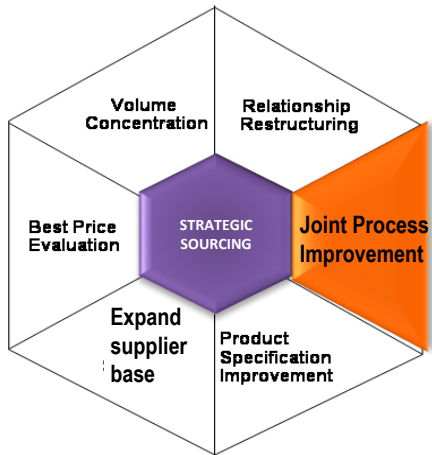 Volume
Concentration
Relationship
Restructuring
Best Price
Evaluation
STRATEGIC
SOURCING
Joint Process
Improvement
Expand
supplier
base
Product
Specification
Improvement